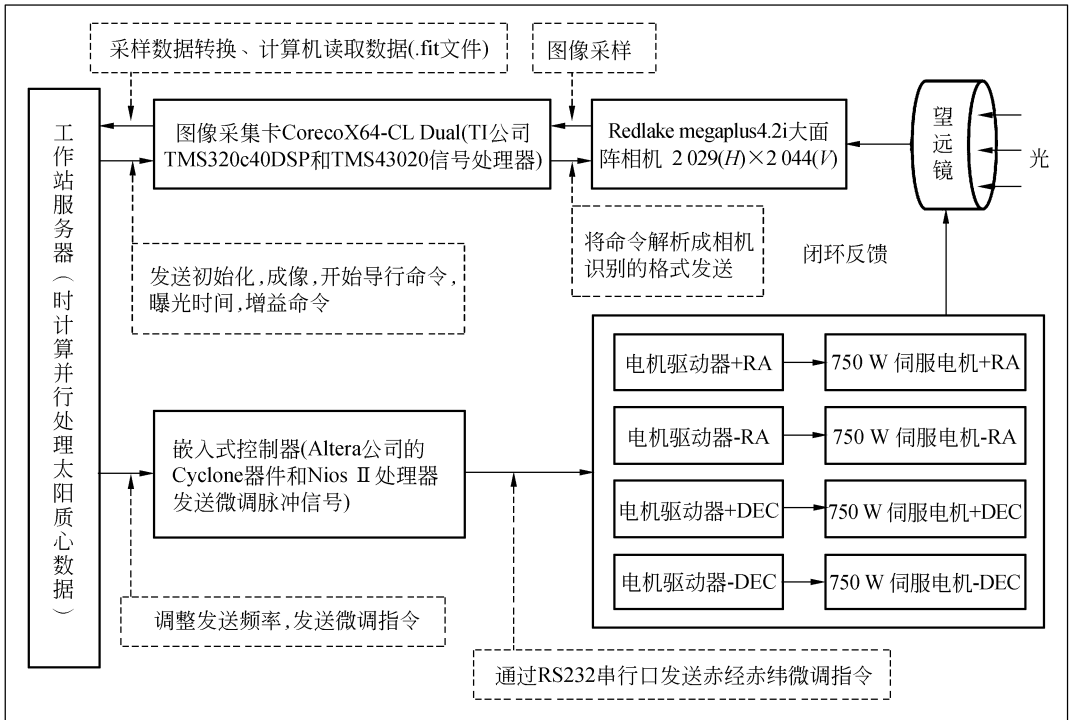 采样数据转换、计算机读取数据(.fit文件)
图像采样
工作站服务器(时计算并行处理太阳质心数据)
图像采集卡CorecoX64-CL Dual(TI公司
TMS320c40DSP和TMS43020信号处理器)
Redlake megaplus4.2i大面
阵相机 2 029(H)×2 044(V)
望远镜
光
发送初始化,成像,开始导行命令,
曝光时间,增益命令
将命令解析成相机
识别的格式发送
闭环反馈
电机驱动器+RA
750 W 伺服电机+RA
电机驱动器-RA
750 W 伺服电机-RA
电机驱动器+DEC
750 W 伺服电机+DEC
电机驱动器-DEC
750 W 伺服电机-DEC
嵌入式控制器(Altera公司的
Cyclone器件和Nios Ⅱ处理器
发送微调脉冲信号)
调整发送频率,发送微调指令
通过RS232串行口发送赤经赤纬微调指令